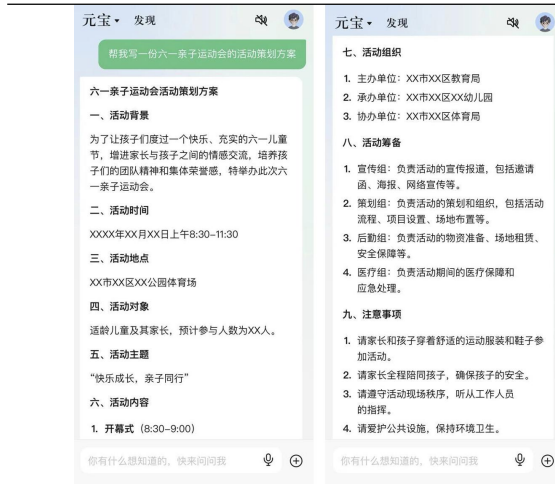 元宝 发现
帮我写一份六一亲子运动会的活动策划方案
六一亲子运动会活动策划方案
一、活动背景
为了让孩子们度过一个快乐、充实的六一儿童
节，增进家长与孩子之间的情感交流，培养孩
子们的团队精神和集体荣誉感，特举办此次六
一亲子运动会。
二、活动时间
XXXX年XX月XX日上午8:30-11:30
三、活动地点
XX市XX区XX公园体育场
四、活动对象
适龄儿童及其家长，预计参与人数为XX人。
五、活动主题
“快乐成长，亲子同行”
六、活动内容
1. 开幕式（8:30-9:00）
你有什么想知道的，快来问问我
元宝 发现
七、活动组织
1. 主办单位：XX市XX区教育局
2. 承办单位：XX市XX区XX幼儿园
3. 协办单位：XX市XX区体育局
八、活动筹备
1. 宣传组：负责活动的宣传报道，包括邀请
函、海报、网络宣传等。
2. 策划组：负责活动的策划和组织，包括活动
流程、项目设置、场地布置等。
3. 后勤组：负责活动的物资准备、场地租赁、
安全保障等。
4. 医疗组：负责活动期间的医疗保障和
应急处理。
九、注意事项
1. 请家长和孩子穿着舒适的运动服装和鞋子参
加活动。
2. 请家长全程陪同孩子，确保孩子的安全。
3. 请遵守活动现场秩序，听从工作人员
的指挥。
4. 请爱护公共设施，保持环境卫生。
你有什么想知道的，快来问问我